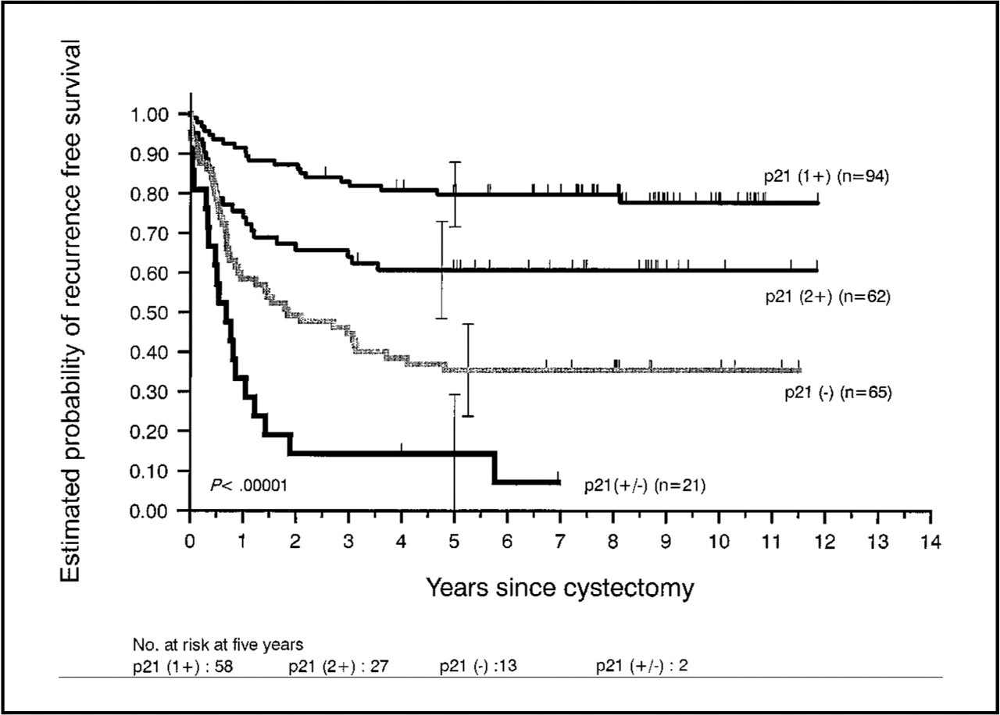 Estimated probability of recurrence free survival
1.00
0.90
0.80
0.70
0.60
0.50
0.40
0.30
0.20
0.10
0.00
p21 (1+) (n=94)
p21 (2+) (n=62)
p21 (-) (n=65)
p21(+/-) (n=21)
P< .00001
0 1 2 3 4 5 6 7 8 9 10 11 12 13 14
Years since cystectomy
No. at risk at five years
p21 (1+) : 58 p21 (2+) : 27 p21 (-) :13 p21 (+/-) : 2